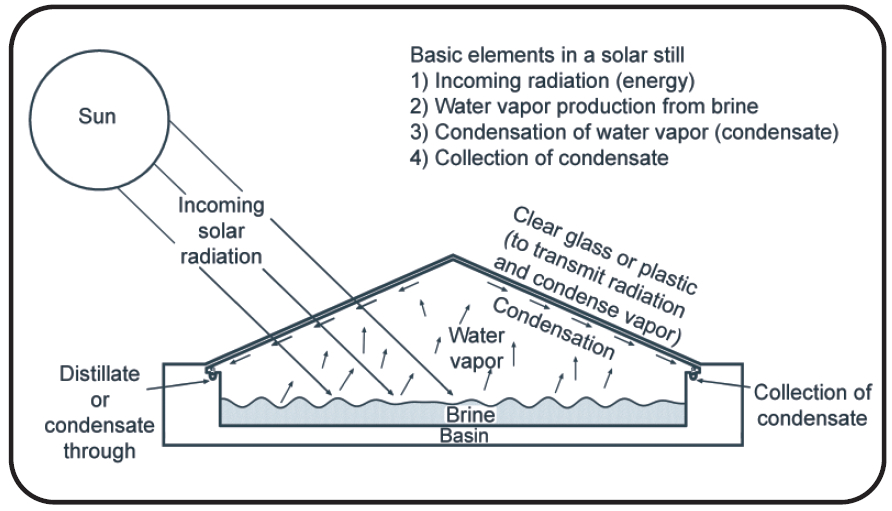 Basic elements in a solar still
1) Incoming radiation (energy)
2) Water vapor production from brine
3) Condensation of water vapor (condensate)
4) Collection of condensate
Sun
Incoming
solar
radiation
Clear glass or plastic
(to transmit radiation
and condense vapor)
Condensation
Water
vapor
Distillate
or
condensate
through
Collection of
condensate
Brine
Basin